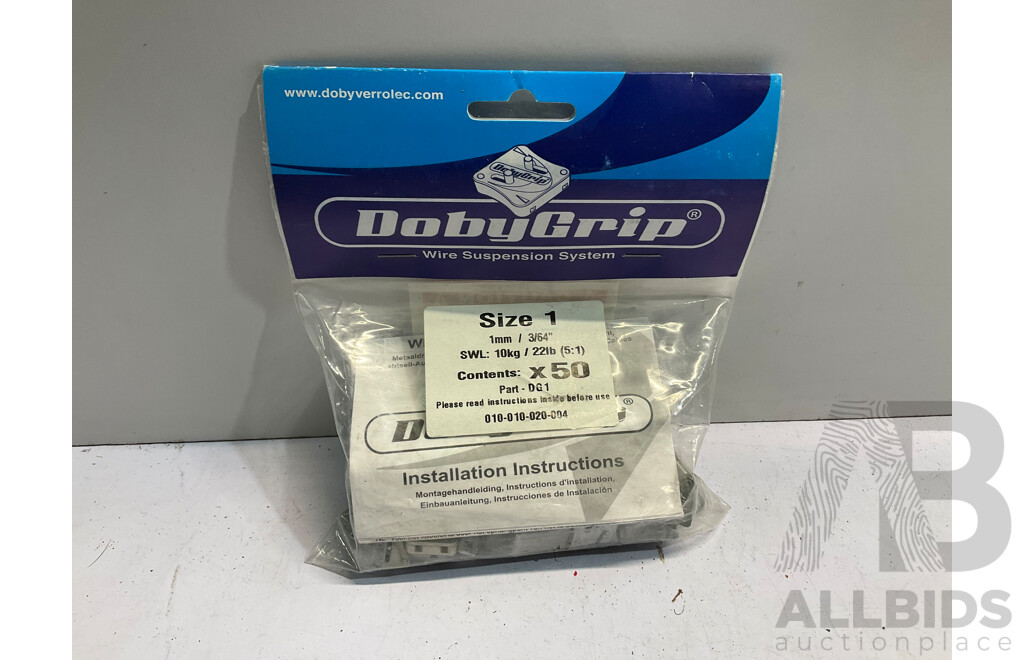 www.dobyverrolec.com
DobyGrip
DobyGrip®
Wire Suspension System
Size 1
1mm / 3/64"
SWL: 10kg / 22lb (5:1)
Contents: x50
Part - DG1
Please read instructions inside before use
010-010-020-004
®
Installation Instructions
Montagehandleiding, Instructions d'installation,
Einbauanleitung, Instrucciones de Instalación
AB
ALLBIDS
auctionplace